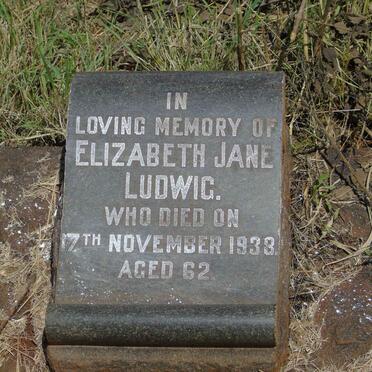 IN
LOVING MEMORY OF
ELIZABETH JANE
LUDWIG.
WHO DIED ON
17TH NOVEMBER 1938.
AGED 62